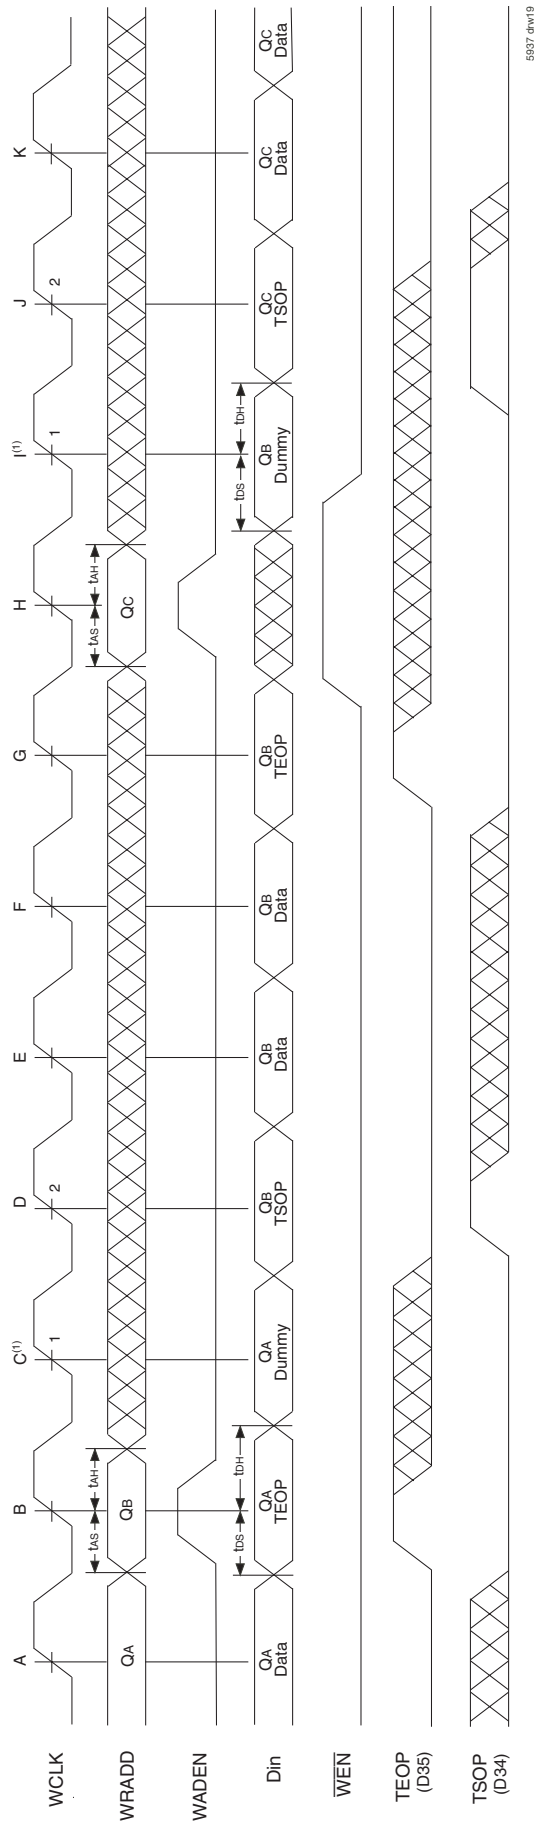 A B C(1) D E F G H I(1) J K
WCLK
1 2 1 2
tAS tAH tAS tAH
WRADD
QA QB QC
WADEN
tDS tDH tDS tDH
Din
QA QA QA QB QB QB QB QB QC QC QC
Data TEOP Dummy TSOP Data Data TEOP Dummy TSOP Data Data
WEN
TEOP
(D35)
TSOP
(D34)
5937 drw19